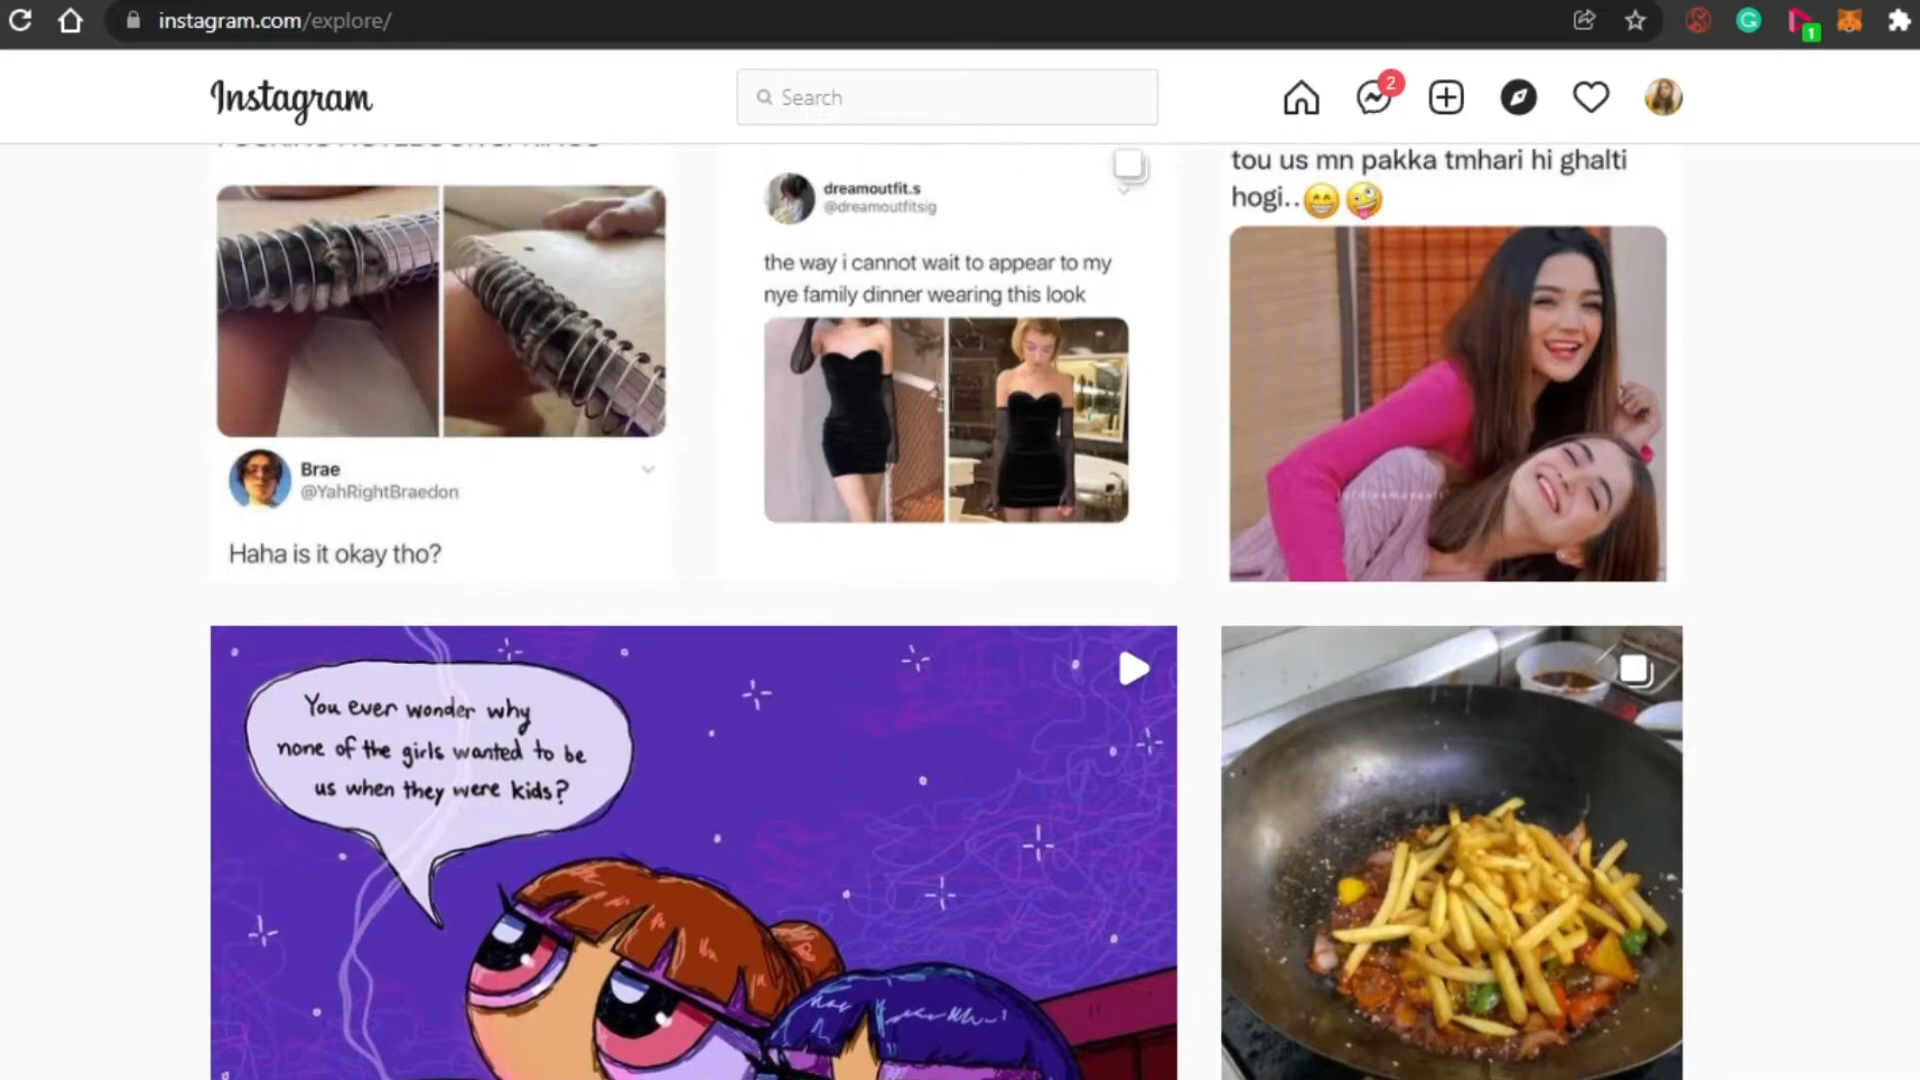 instagram.com/explore/
Instagram
Search
2
1
dreamoutfit.s
@dreamoutfitsig
the way i cannot wait to appear to my
nye family dinner wearing this look
tou us mn pakka tmhari hi ghalti
hogi..😁🤪
Brae
@YahRightBraedon
Haha is it okay tho?
You ever wonder why
none of the girls wanted to be
us when they were kids?